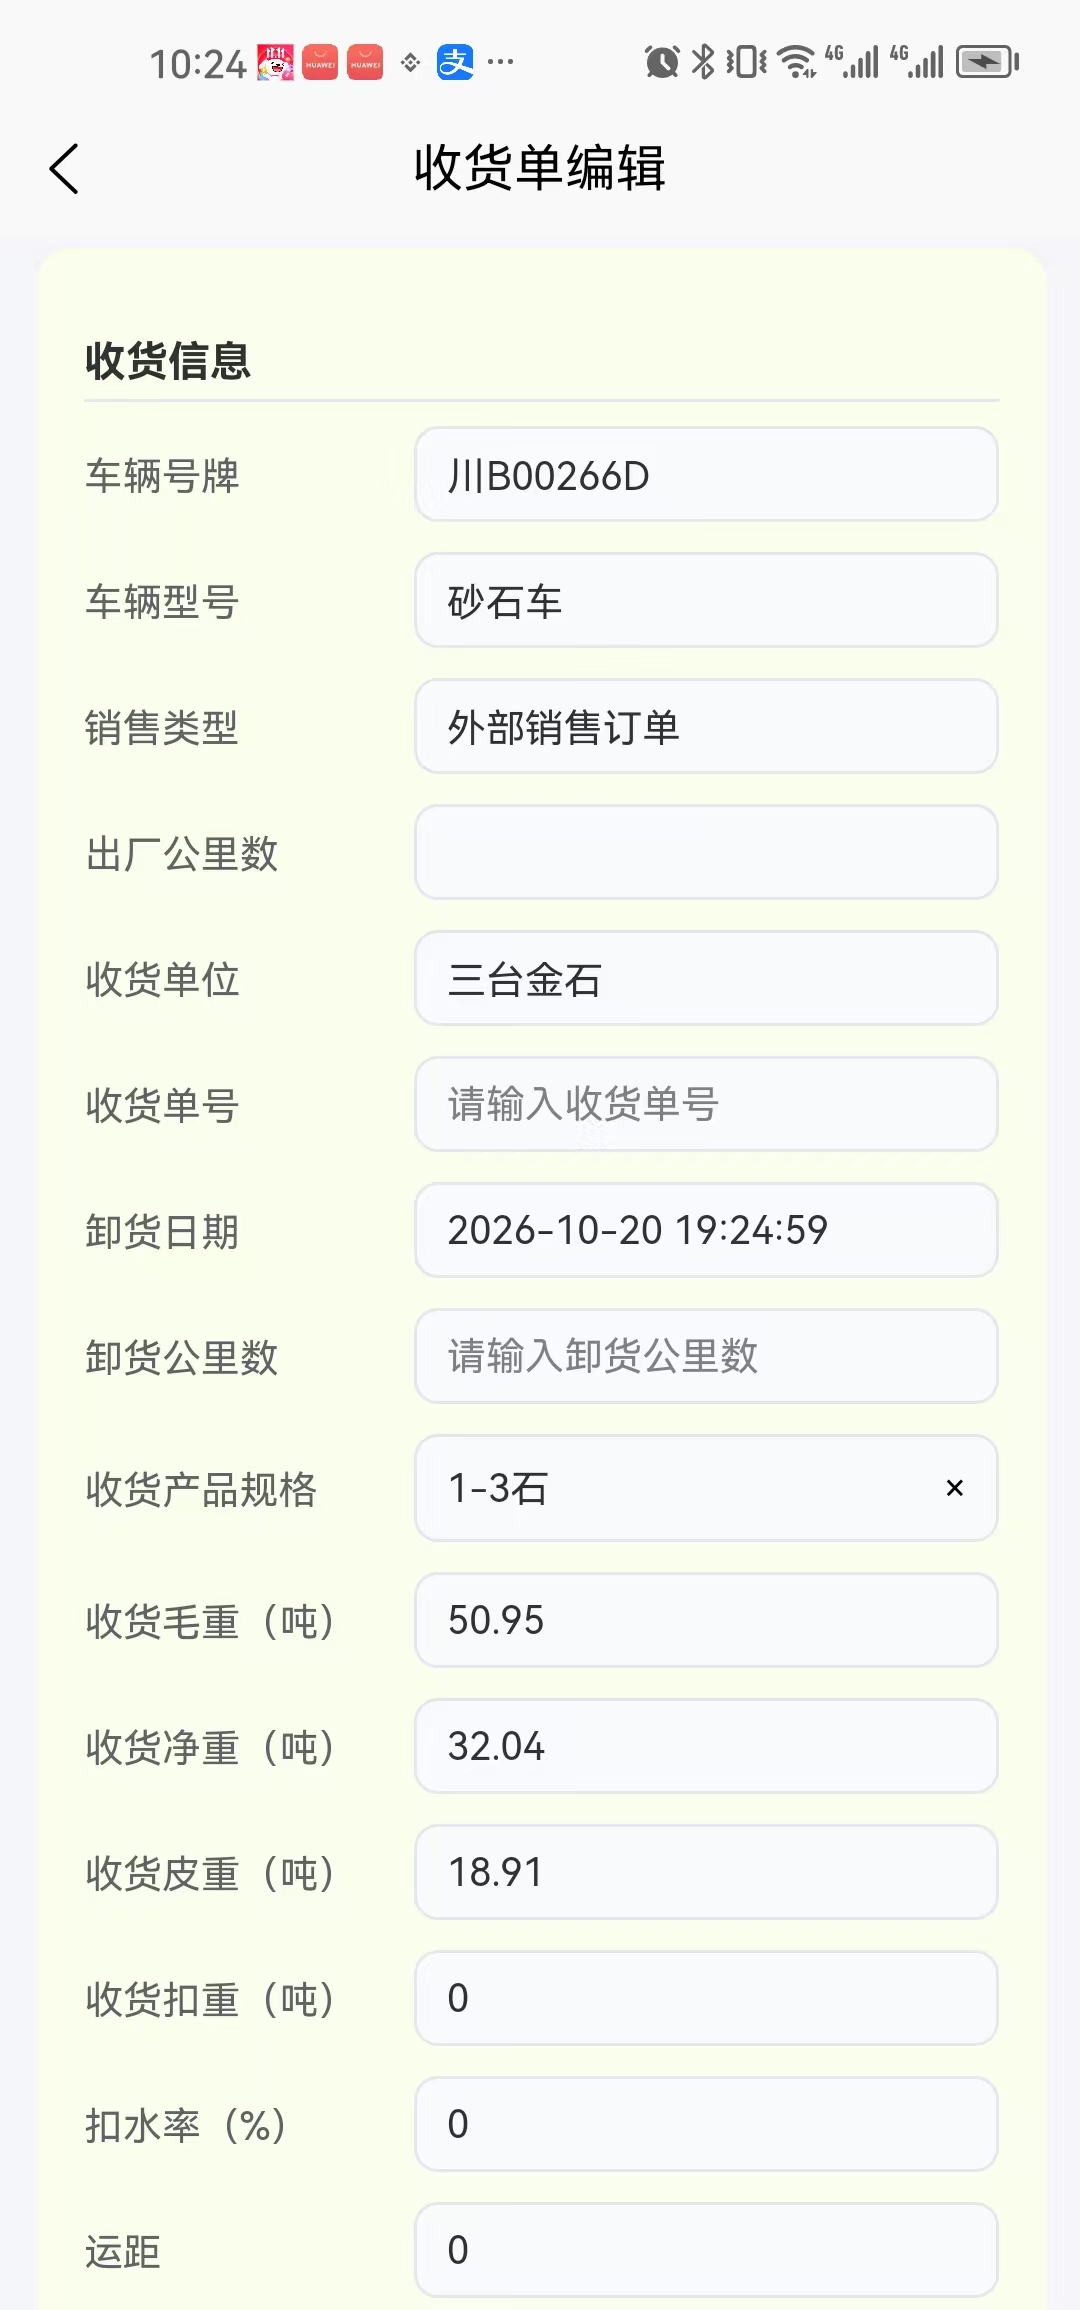 10:24
HUAWEI
HUAWEI
支
...
4G
4G
收货单编辑
收货信息
车辆号牌
川B00266D
车辆型号
砂石车
销售类型
外部销售订单
出厂公里数
收货单位
三台金石
收货单号
请输入收货单号
卸货日期
2026-10-20 19:24:59
卸货公里数
请输入卸货公里数
收货产品规格
1-3石
×
收货毛重（吨）
50.95
收货净重（吨）
32.04
收货皮重（吨）
18.91
收货扣重（吨）
0
扣水率（%）
0
运距
0